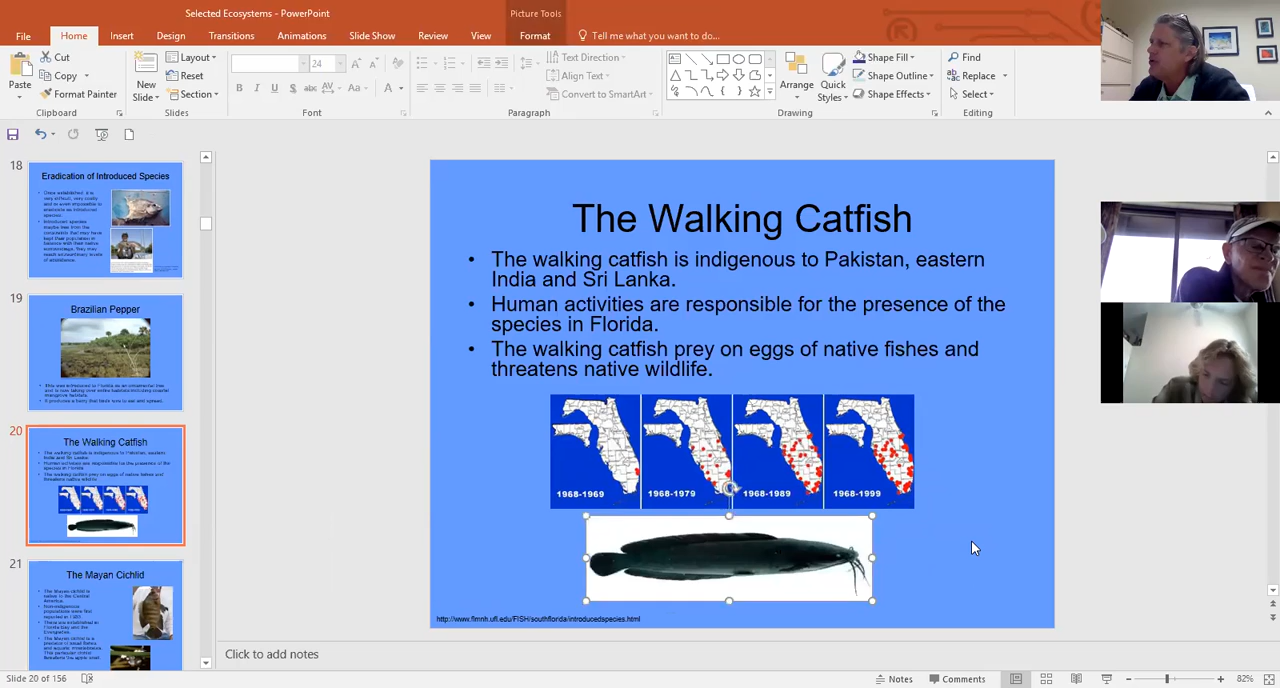 Selected Ecosystems - PowerPoint
Picture Tools
File
Home
Insert
Design
Transitions
Animations
Slide Show
Review
View
Format
Tell me what you want to do...
Paste
Cut
Copy
Format Painter
Clipboard
New
Slide
Layout
Reset
Section
Slides
24
Font
Text Direction
Align Text
Convert to SmartArt
Paragraph
Arrange
Quick
Styles
Shape Fill
Shape Outline
Shape Effects
Drawing
Find
Replace
Select
Editing
18
Eradication of Introduced Species
19
Brazilian Pepper
20
The Walking Catfish
21
The Mayan Cichlid
The Walking Catfish
• The walking catfish is indigenous to Pakistan, eastern
India and Sri Lanka.
• Human activities are responsible for the presence of the
species in Florida.
• The walking catfish prey on eggs of native fishes and
threatens native wildlife.
1968-1969
1968-1979
1968-1989
1968-1999
http://www.flmnh.ufl.edu/FISH/southflorida/introducedspecies.html
Click to add notes
Slide 20 of 156
Notes
Comments
82%